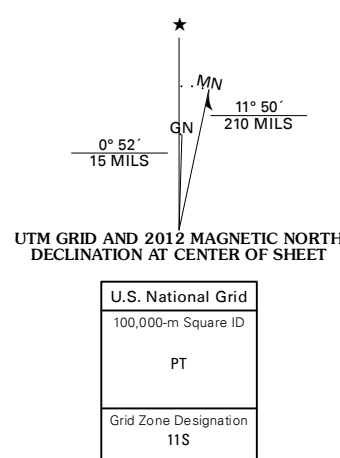 ★
MN
11° 50´
210 MILS
GN
0° 52´
15 MILS
UTM GRID AND 2012 MAGNETIC NORTH
DECLINATION AT CENTER OF SHEET
U.S. National Grid
100,000-m Square ID
PT
Grid Zone Designation
11S